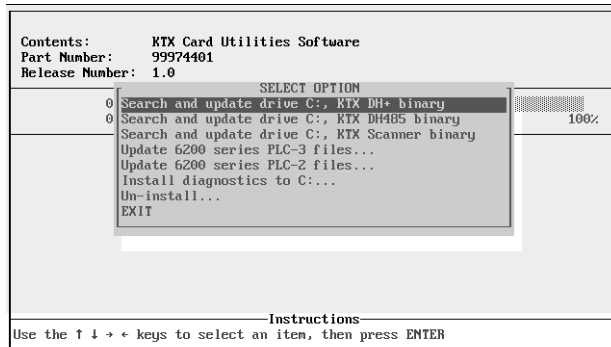 Contents: KTX Card Utilities Software
Part Number: 99974401
Release Number: 1.0
SELECT OPTION
0 Search and update drive C:, KTX DH+ binary
0 Search and update drive C:, KTX DH485 binary 100%
Search and update drive C:, KTX Scanner binary
Update 6200 series PLC-3 files...
Update 6200 series PLC-2 files...
Install diagnostics to C:...
Un-install...
EXIT
Instructions
Use the ↑ ↓ → ← keys to select an item, then press ENTER